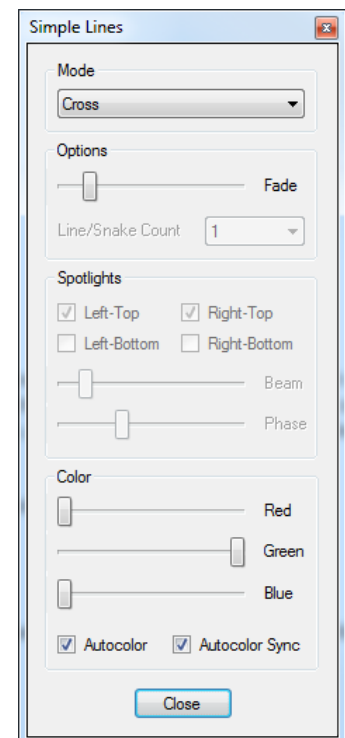 Simple Lines
Mode
Cross
Options
Fade
Line/Snake Count 1
Spotlights
Left-Top Right-Top
Left-Bottom Right-Bottom
Beam
Phase
Color
Red
Green
Blue
Autocolor Autocolor Sync
Close